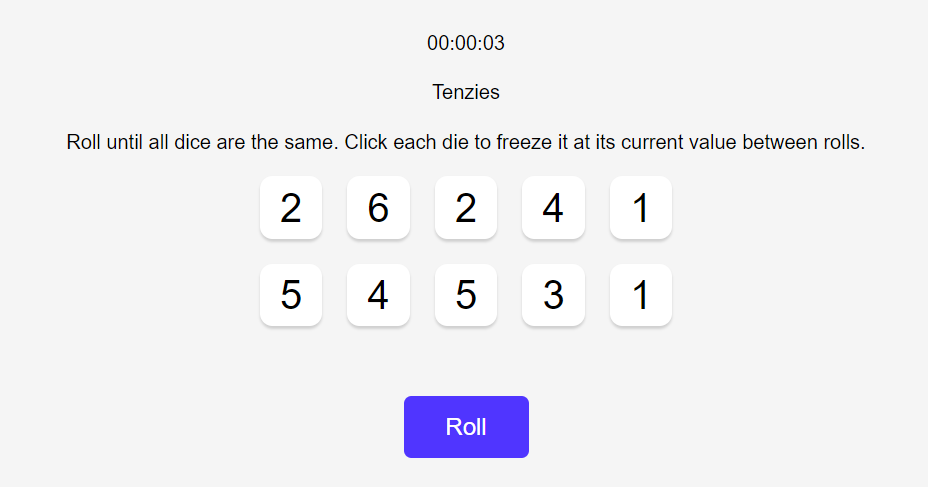 00:00:03
Tenzies
Roll until all dice are the same. Click each die to freeze it at its current value between rolls.
2 6 2 4 1
5 4 5 3 1
Roll